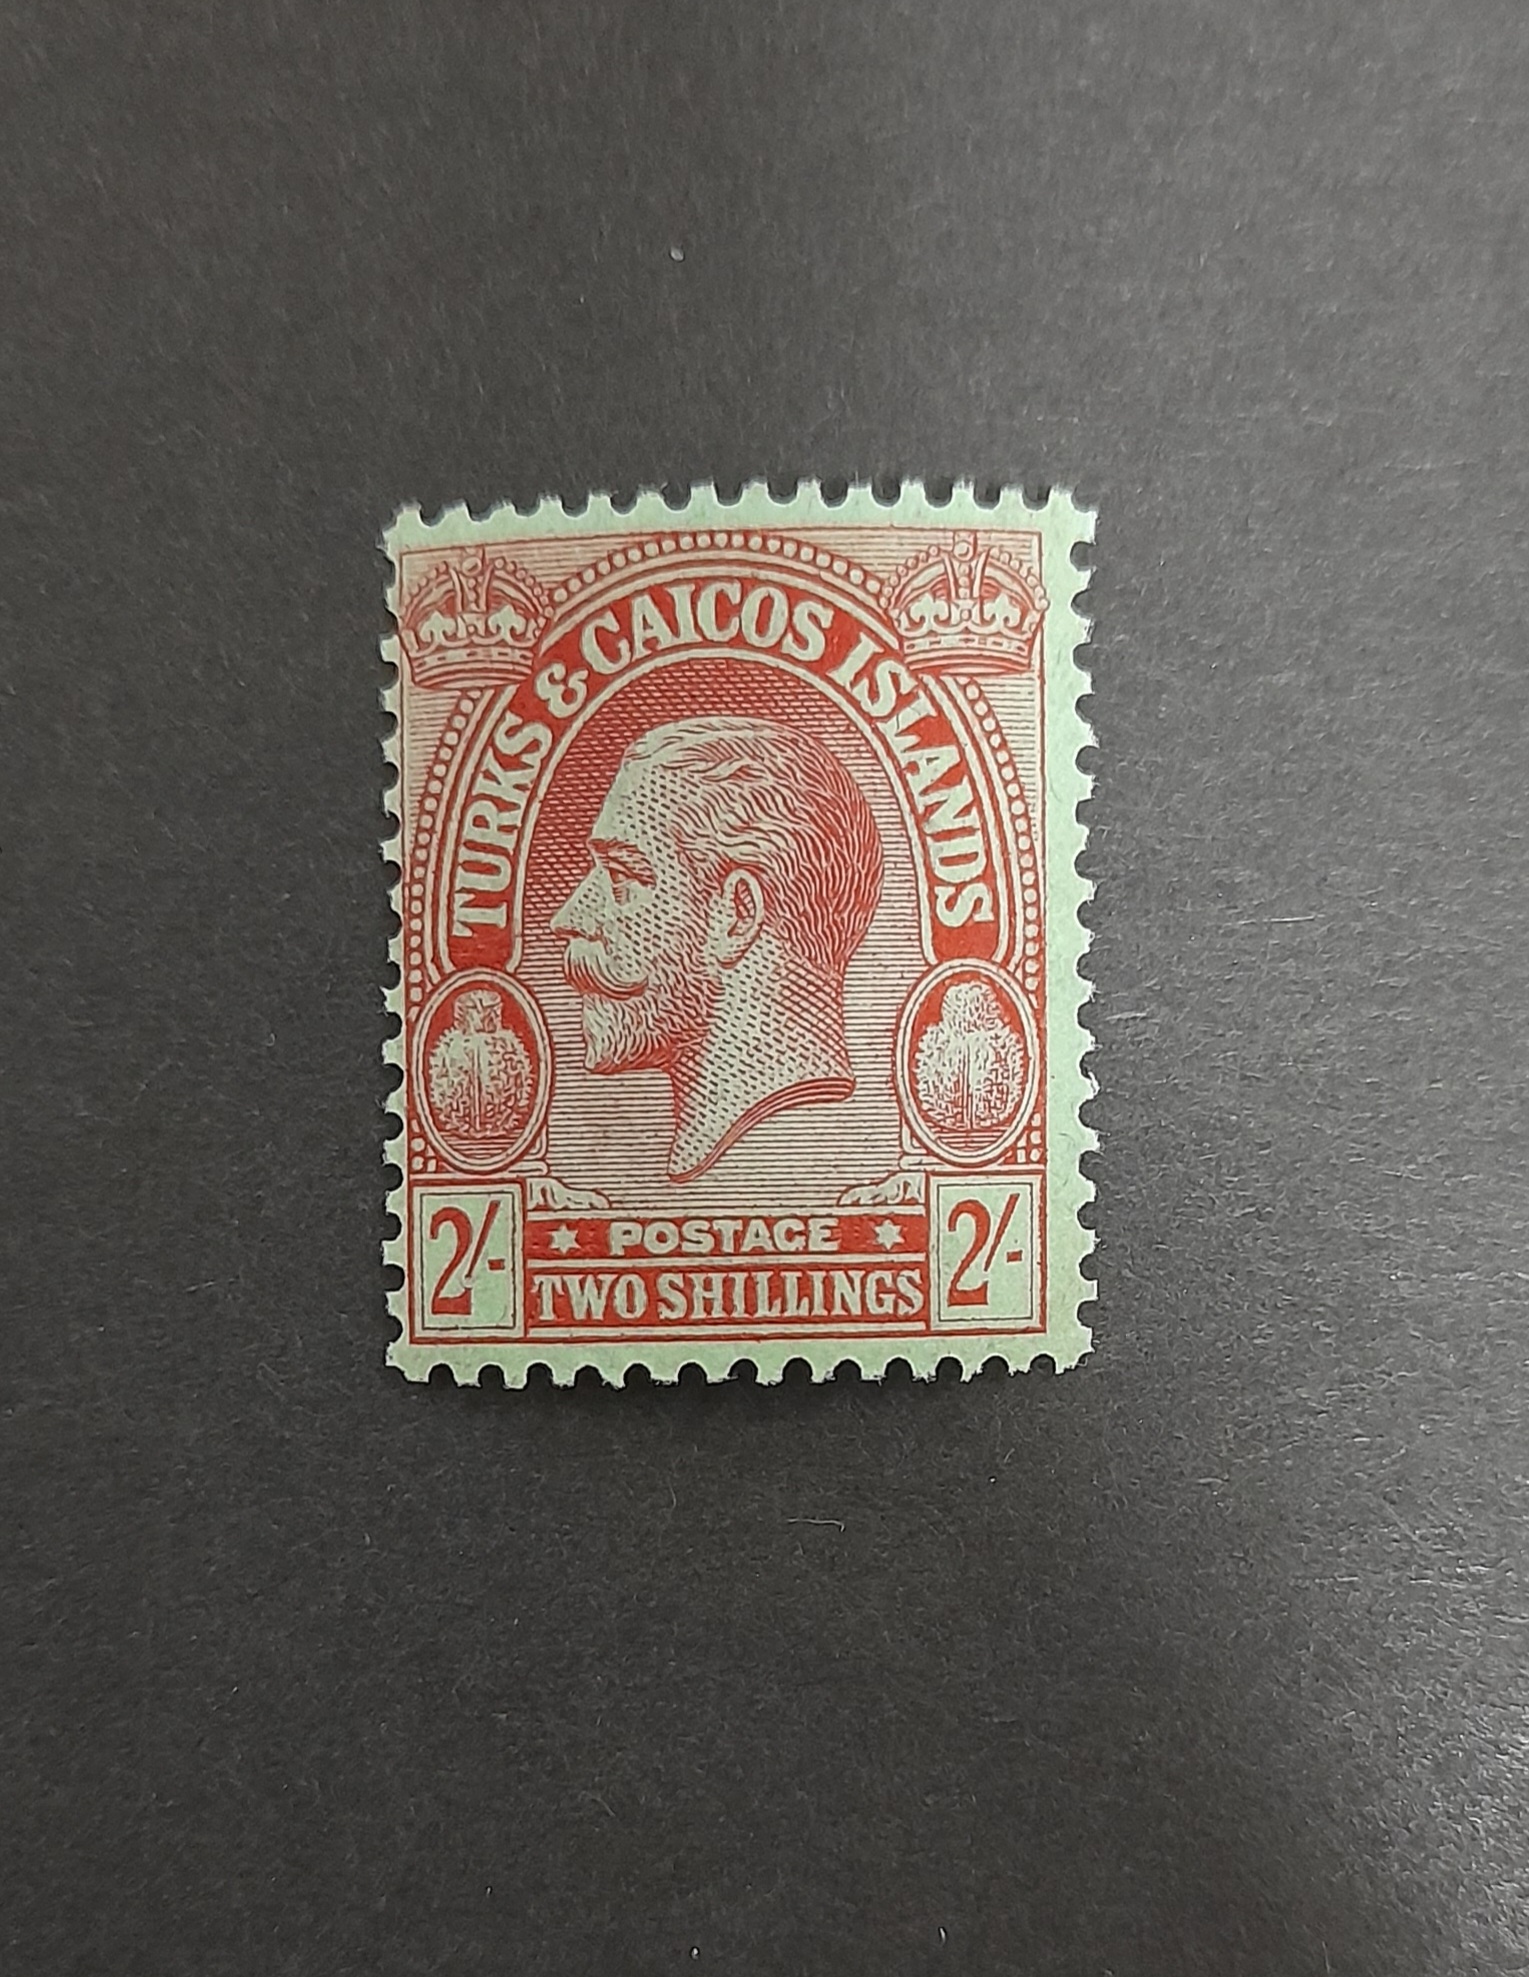 TURKS & CAICOS ISLANDS
2/- 2/-
POSTAGE
TWO SHILLINGS